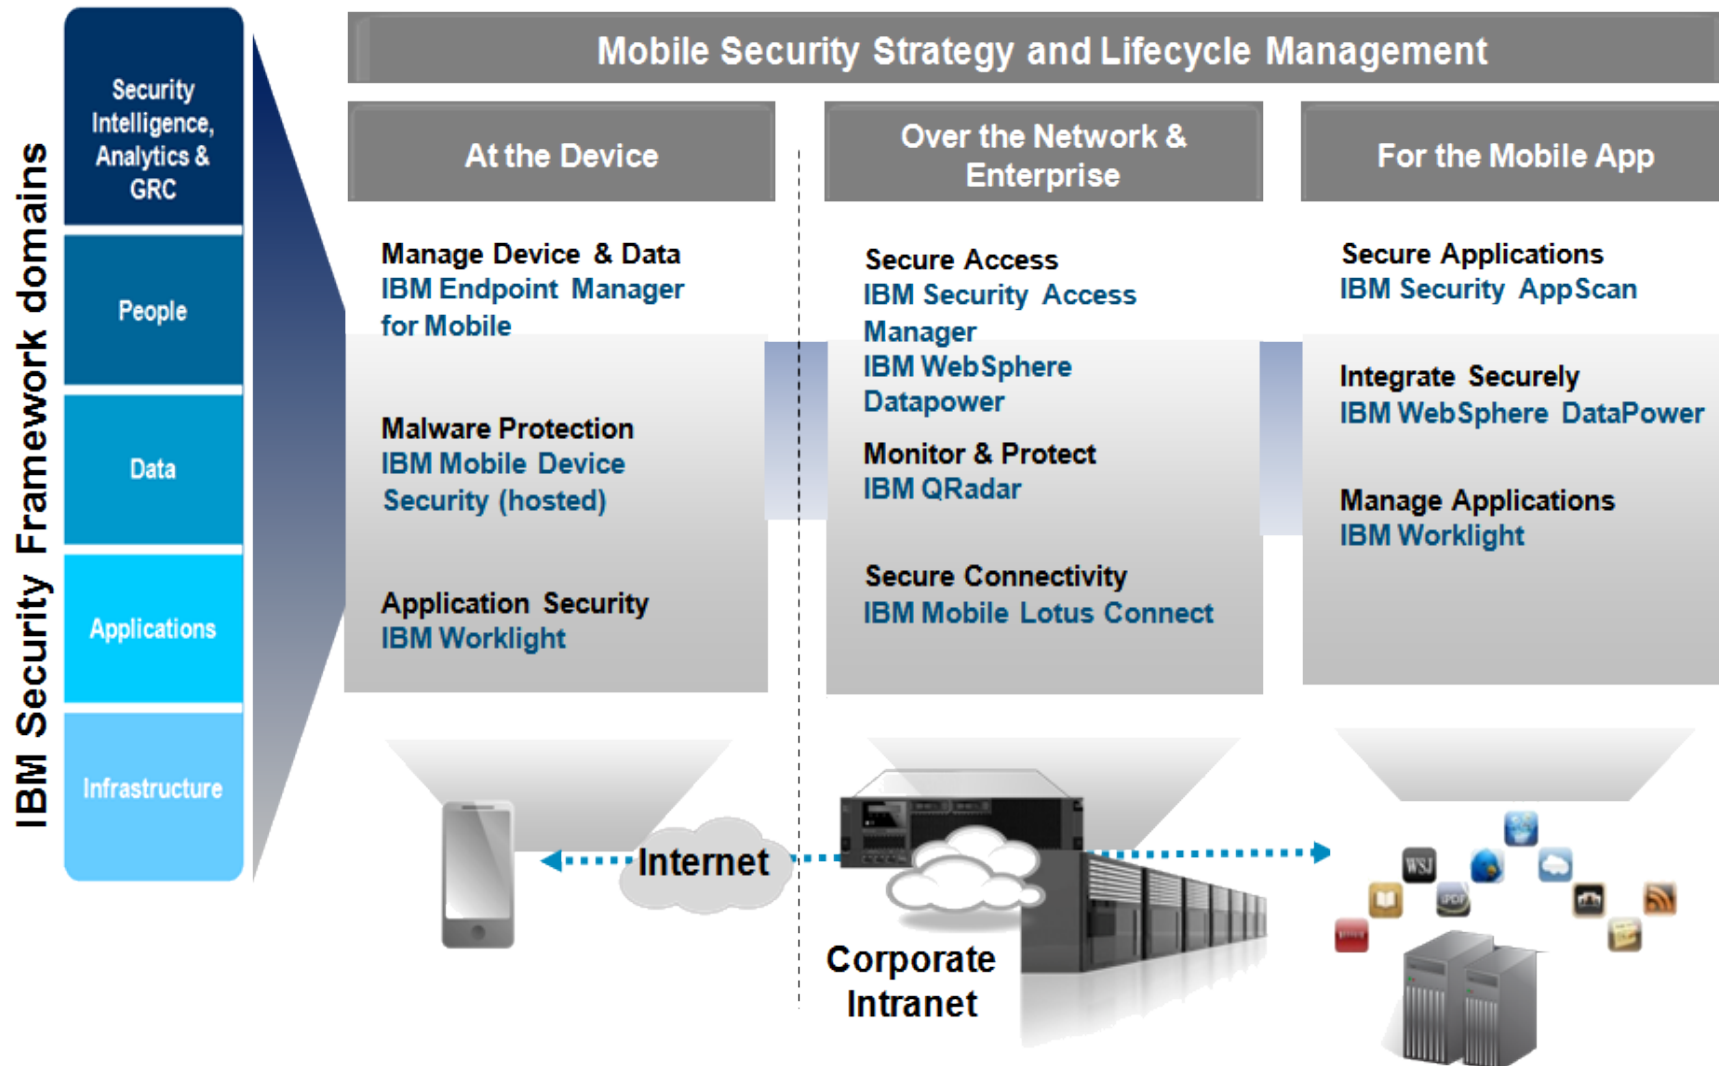 IBM Security Framework domains
Security
Intelligence,
Analytics &
GRC
People
Data
Applications
Infrastructure
Mobile Security Strategy and Lifecycle Management
At the Device
Manage Device & Data
IBM Endpoint Manager
for Mobile
Malware Protection
IBM Mobile Device
Security (hosted)
Application Security
IBM Worklight
Over the Network &
Enterprise
Secure Access
IBM Security Access
Manager
IBM WebSphere
Datapower
Monitor & Protect
IBM QRadar
Secure Connectivity
IBM Mobile Lotus Connect
For the Mobile App
Secure Applications
IBM Security AppScan
Integrate Securely
IBM WebSphere DataPower
Manage Applications
IBM Worklight
Internet
Corporate
Intranet
WSJ
iPDF